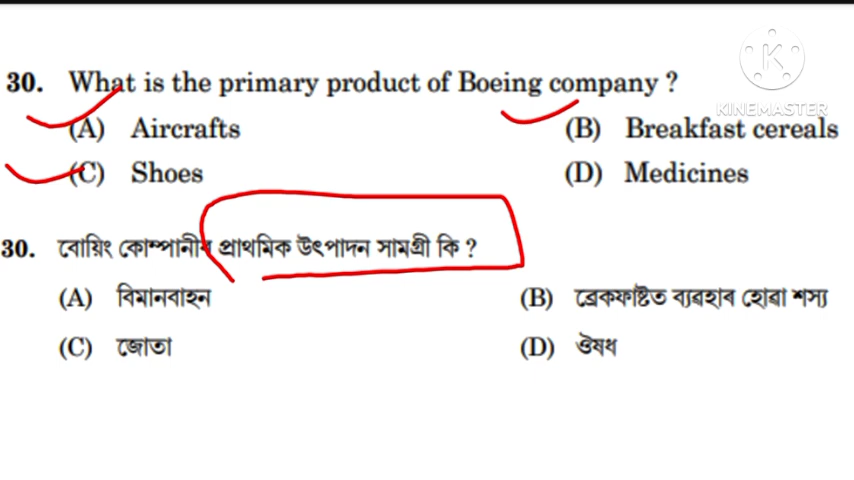 30. What is the primary product of Boeing company ?
KINEMASTER
(A) Aircrafts (B) Breakfast cereals
(C) Shoes (D) Medicines
30. বোয়িং কোম্পানীৰ প্ৰাথমিক উৎপাদন সামগ্ৰী কি ?
(A) বিমানবাহন (B) ব্ৰেকফাষ্টত ব্যৱহাৰ হোৱা শস্য
(C) জোতা (D) ঔষধ